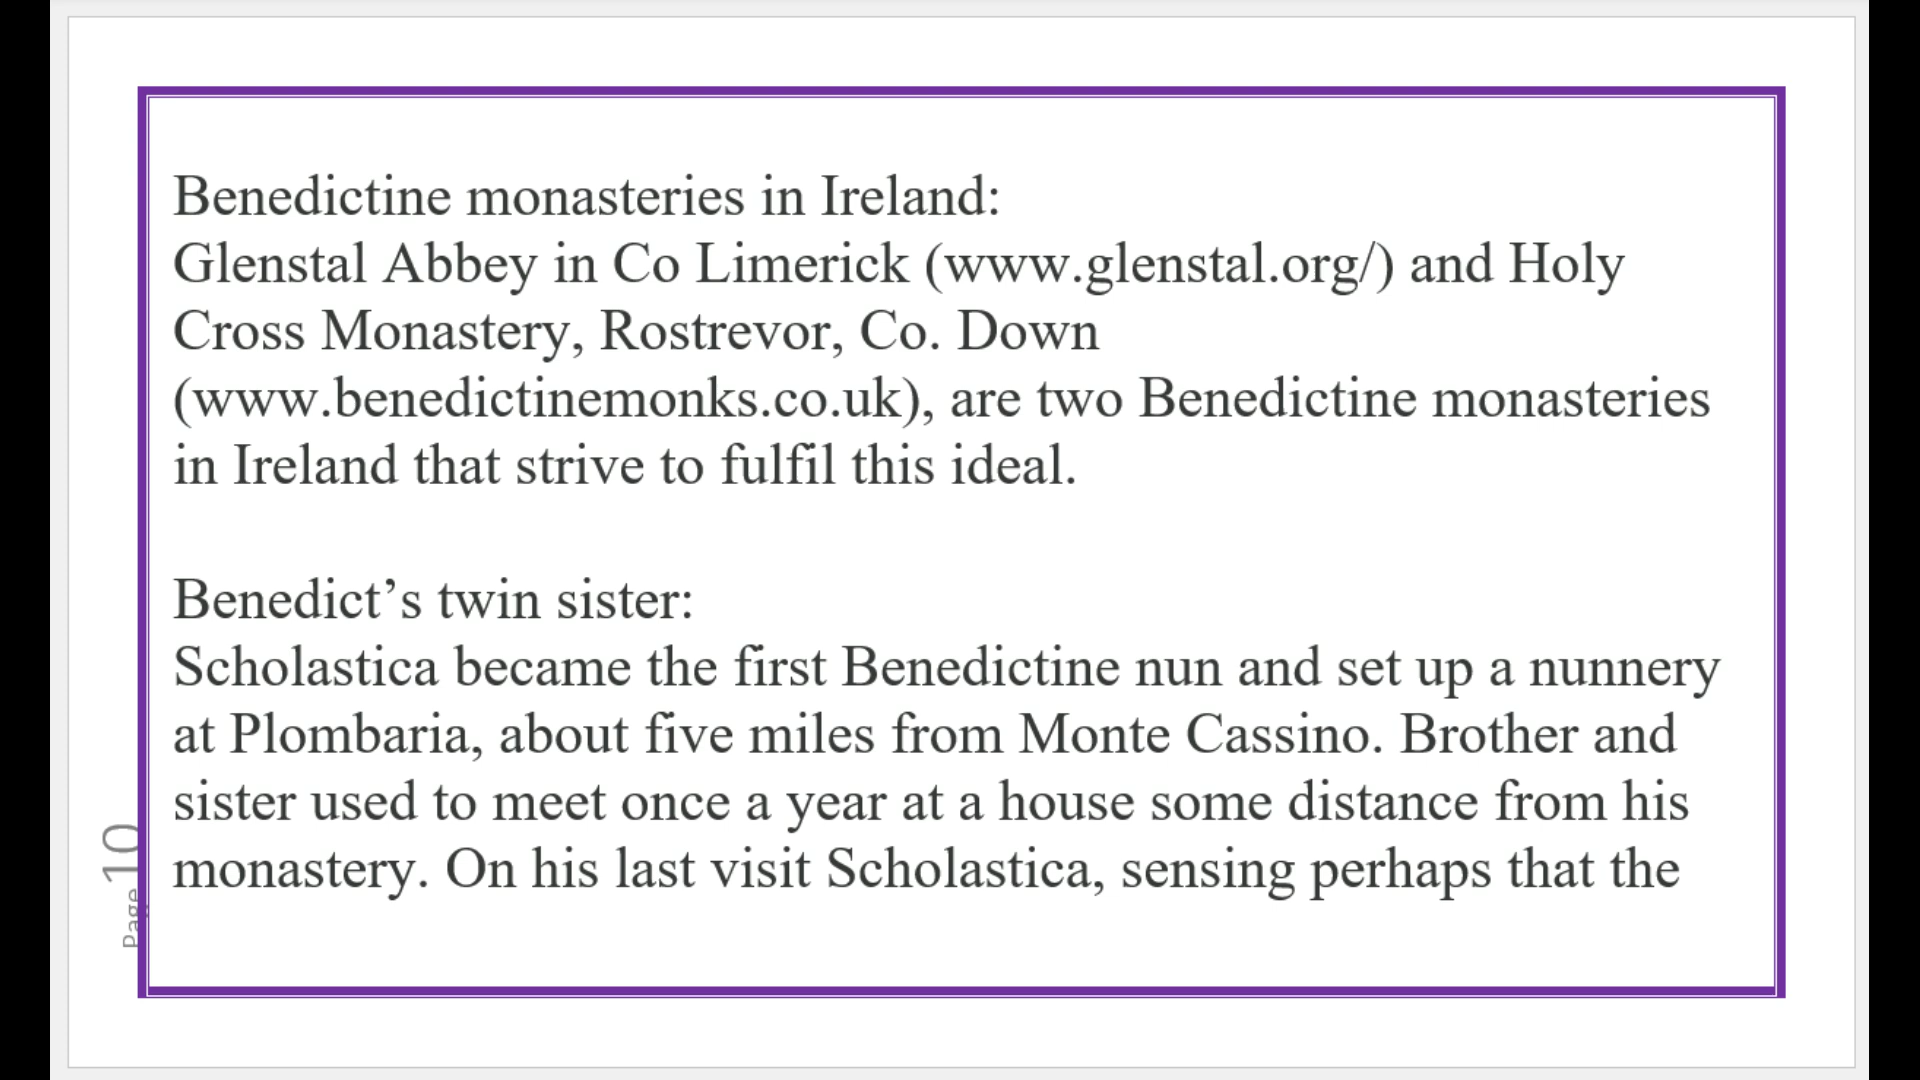 Benedictine monasteries in Ireland:
Glenstal Abbey in Co Limerick (www.glenstal.org/) and Holy
Cross Monastery, Rostrevor, Co. Down
(www.benedictinemonks.co.uk), are two Benedictine monasteries
in Ireland that strive to fulfil this ideal.
Benedict’s twin sister:
Scholastica became the first Benedictine nun and set up a nunnery
at Plombaria, about five miles from Monte Cassino. Brother and
sister used to meet once a year at a house some distance from his
monastery. On his last visit Scholastica, sensing perhaps that the
Page 10